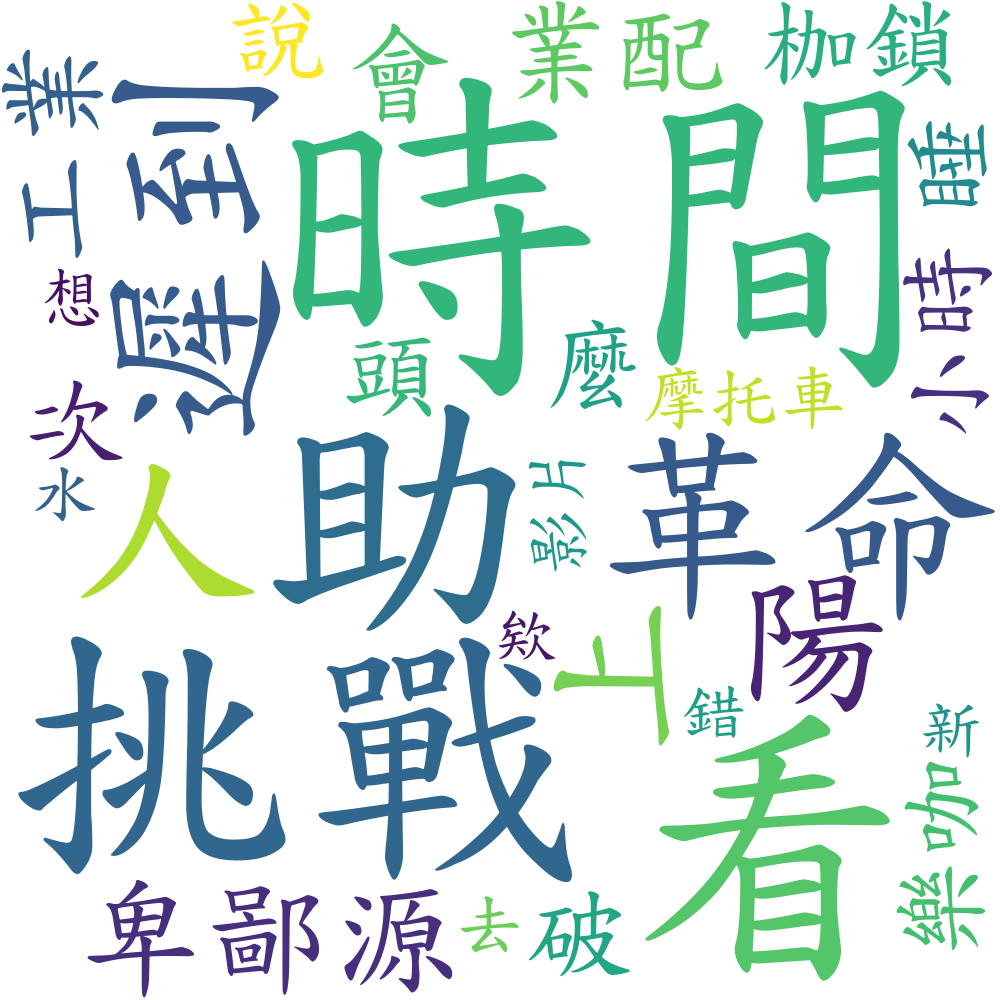 說
會
業配
枷鎖
工業
遲到
時間
睡
小時
想
頭
麼
摩托車
次
水
人
助
影片
革命
陽
欸
上
挑戰
錯
看
新
樂咖
卑鄙源
去
破